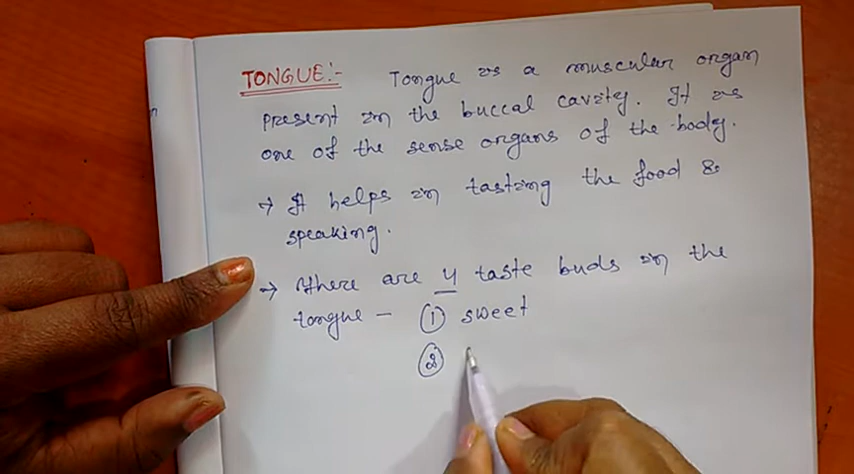 TONGUE:- Tongue is a muscular organ
present in the buccal cavity. It is
one of the sense organs of the body.
→ It helps in tasting the food &
speaking.
→ There are 4 taste buds in the
tongue - ① sweet
②